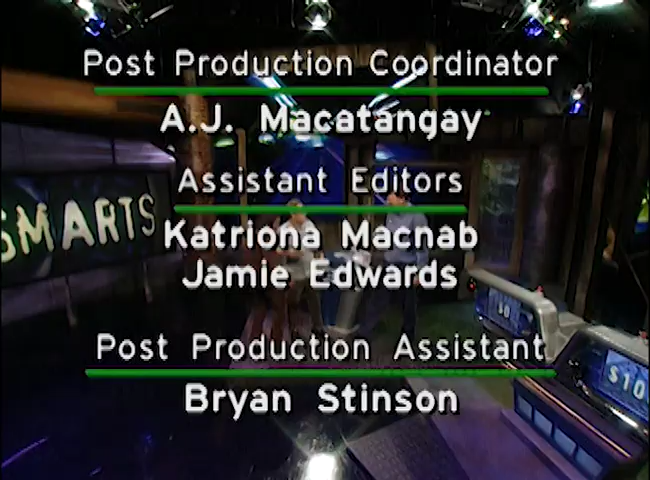 Post Production Coordinator
A.J. Macatangay
Assistant Editors
SMARTS
Katriona Macnab
Jamie Edwards
Post Production Assistant
Bryan Stinson